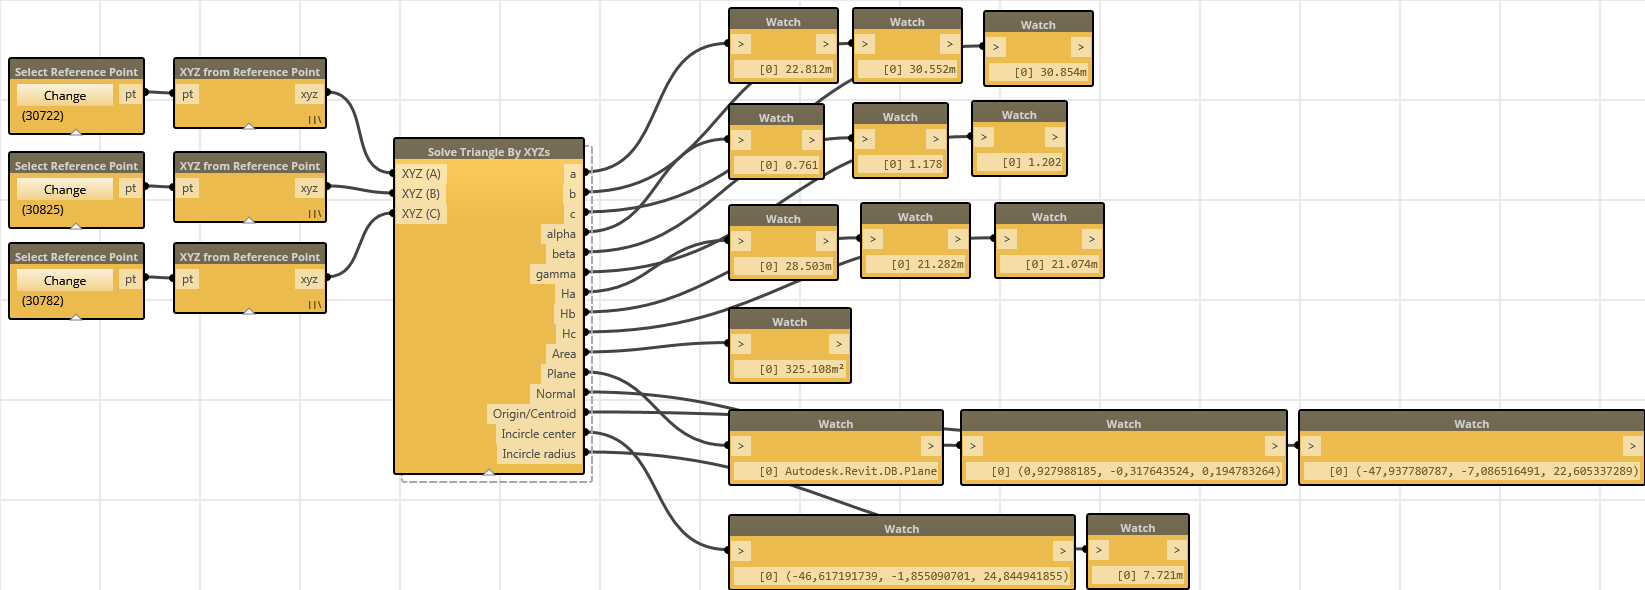 Select Reference Point
Change
pt
(30722)
XYZ from Reference Point
pt
xyz
||\
Select Reference Point
Change
pt
(30825)
XYZ from Reference Point
pt
xyz
||\
Select Reference Point
Change
pt
(30782)
XYZ from Reference Point
pt
xyz
||\
Solve Triangle By XYZs
XYZ (A)
XYZ (B)
XYZ (C)
a
b
c
alpha
beta
gamma
Ha
Hb
Hc
Area
Plane
Normal
Origin/Centroid
Incircle center
Incircle radius
Watch
> >
[0] 22.812m
Watch
> >
[0] 30.552m
Watch
> >
[0] 30.854m
Watch
> >
[0] 0.761
Watch
> >
[0] 1.178
Watch
> >
[0] 1.202
Watch
> >
[0] 28.503m
Watch
> >
[0] 21.282m
Watch
> >
[0] 21.074m
Watch
> >
[0] 325.108m²
Watch
> >
[0] Autodesk.Revit.DB.Plane
Watch
> >
[0] (0,927988185, -0,317643524, 0,194783264)
Watch
> >
[0] (-47,937780787, -7,086516491, 22,605337289)
Watch
> >
[0] (-46,617191739, -1,855090701, 24,844941855)
Watch
> >
[0] 7.721m